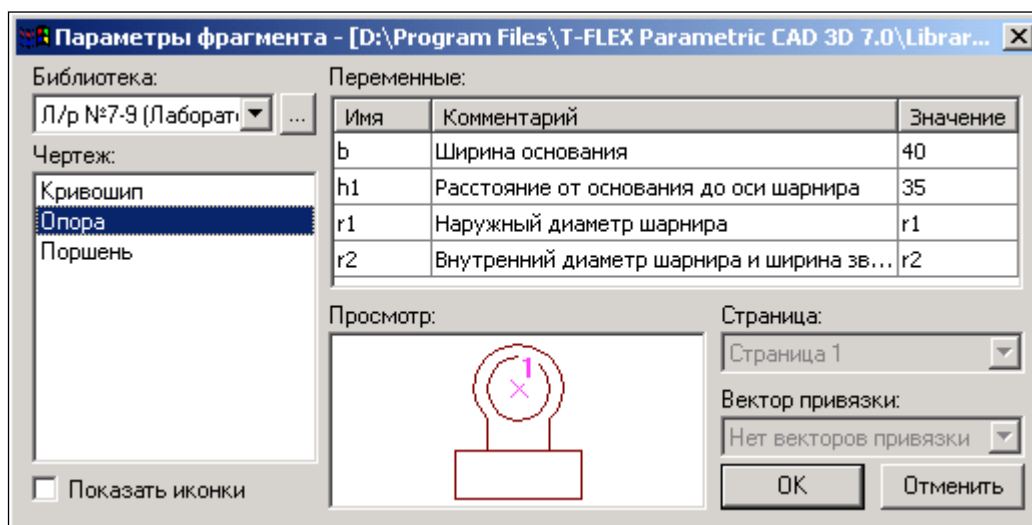 Параметры фрагмента - [D:\Program Files\T-FLEX Parametric CAD 3D 7.0\Librar...
Библиотека:
Л/р №7-9 (Лаборат
...
Чертеж:
Кривошип
Опора
Поршень
Показать иконки
Переменные:
Имя Комментарий Значение
b Ширина основания 40
h1 Расстояние от основания до оси шарнира 35
r1 Наружный диаметр шарнира r1
r2 Внутренний диаметр шарнира и ширина зв... r2
Просмотр:
1
Страница:
Страница 1
Вектор привязки:
Нет векторов привязки
OK
Отменить